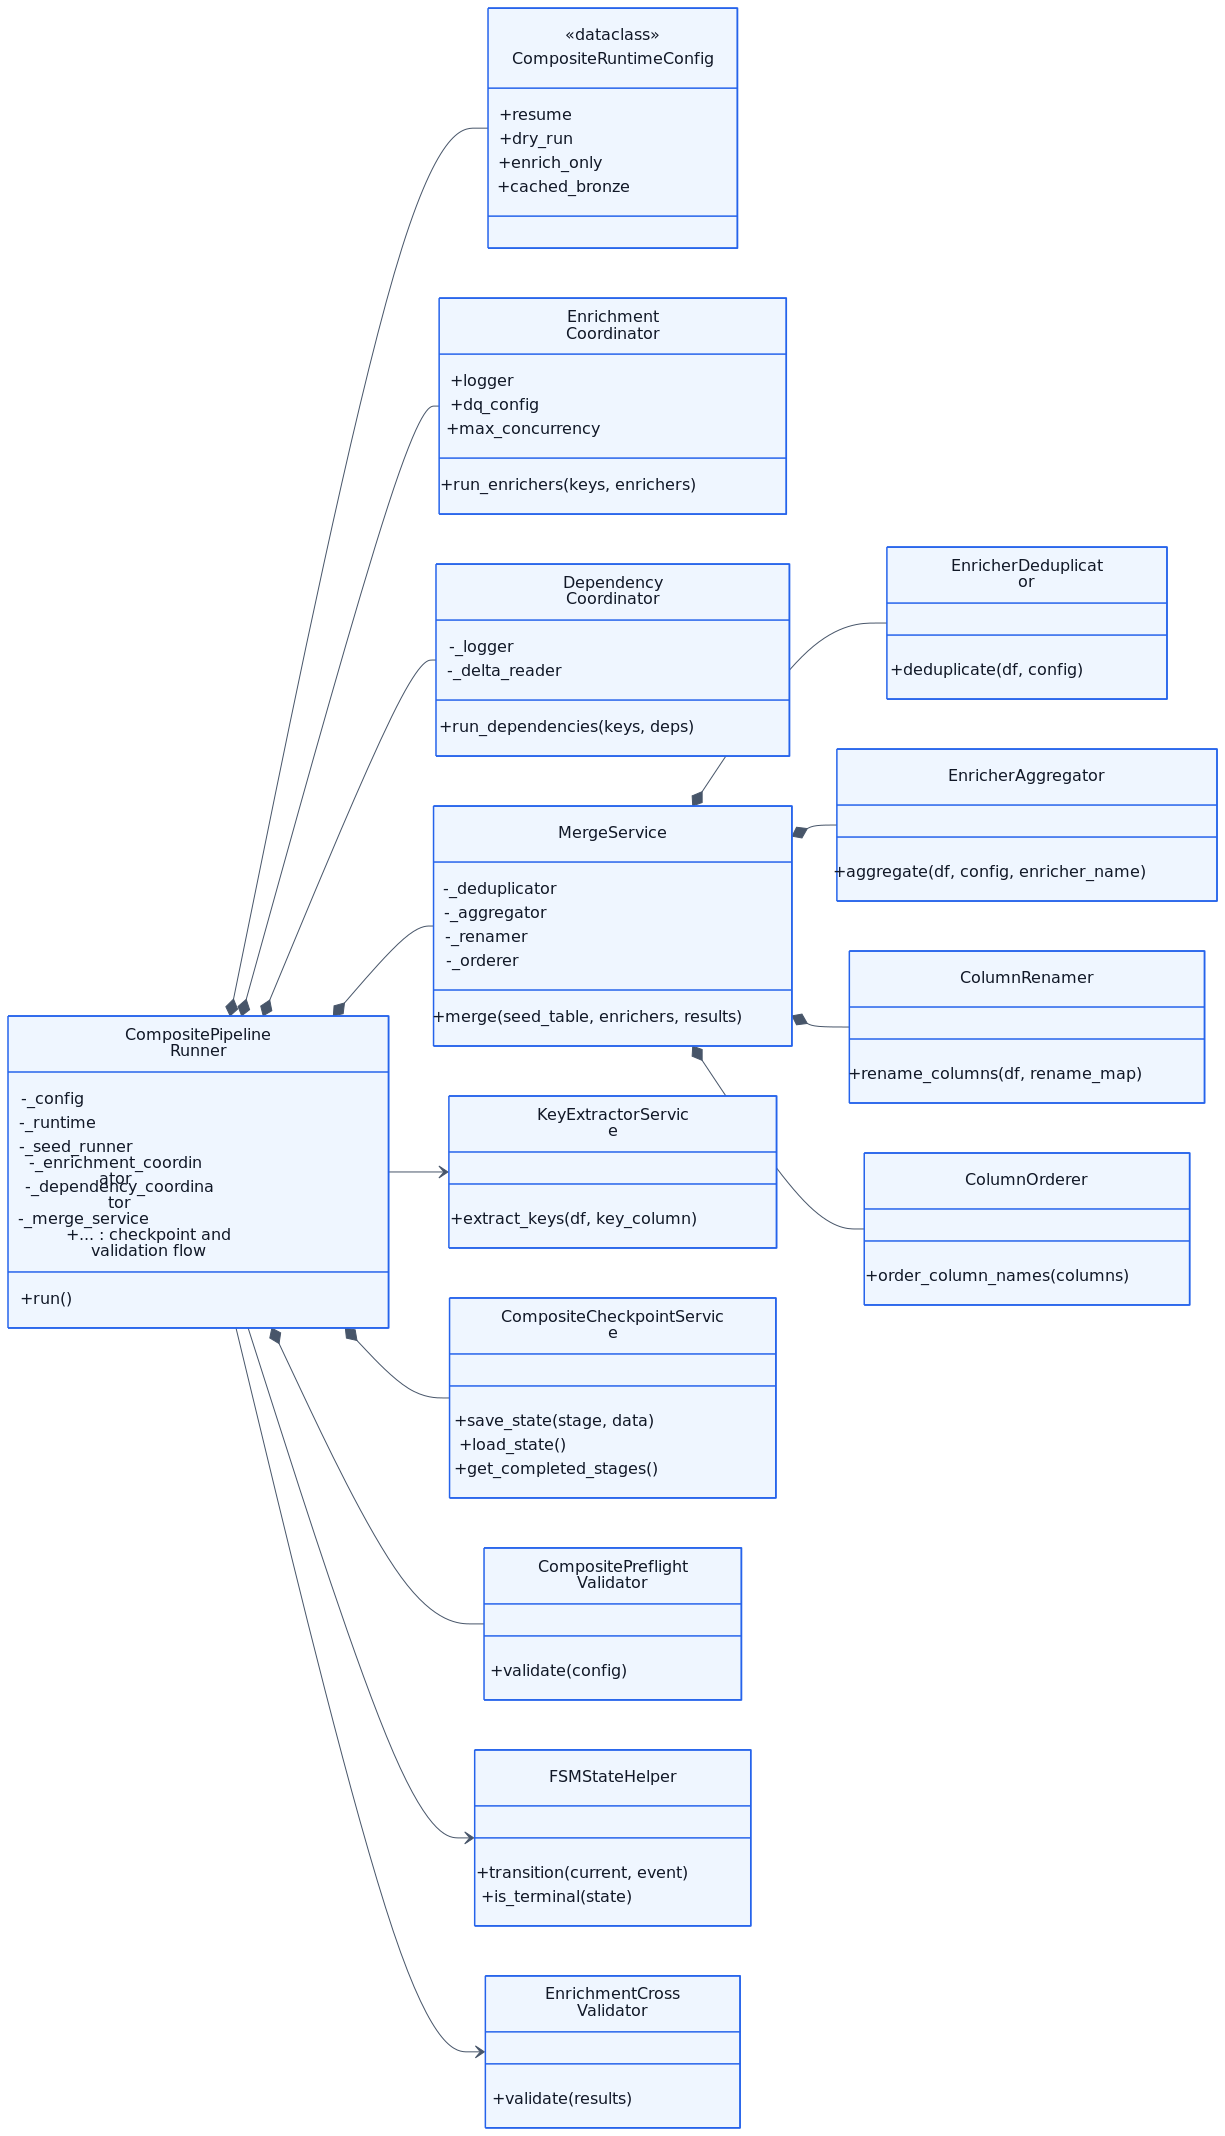 «dataclass»
CompositeRuntimeConfig
+resume
+dry_run
+enrich_only
+cached_bronze
Enrichment
Coordinator
+logger
+dq_config
+max_concurrency
+run_enrichers(keys, enrichers)
Dependency
Coordinator
-_logger
-_delta_reader
+run_dependencies(keys, deps)
EnricherDeduplicat
or
+deduplicate(df, config)
EnricherAggregator
+aggregate(df, config, enricher_name)
MergeService
-_deduplicator
-_aggregator
-_renamer
-_orderer
+merge(seed_table, enrichers, results)
ColumnRenamer
+rename_columns(df, rename_map)
CompositePipeline
Runner
-_config
-_runtime
-_seed_runner
-_enrichment_coordin
ator
-_dependency_coordina
tor
-_merge_service
+... : checkpoint and
validation flow
+run()
KeyExtractorServic
e
+extract_keys(df, key_column)
ColumnOrderer
+order_column_names(columns)
CompositeCheckpointServic
e
+save_state(stage, data)
+load_state()
+get_completed_stages()
CompositePreflight
Validator
+validate(config)
FSMStateHelper
+transition(current, event)
+is_terminal(state)
EnrichmentCross
Validator
+validate(results)